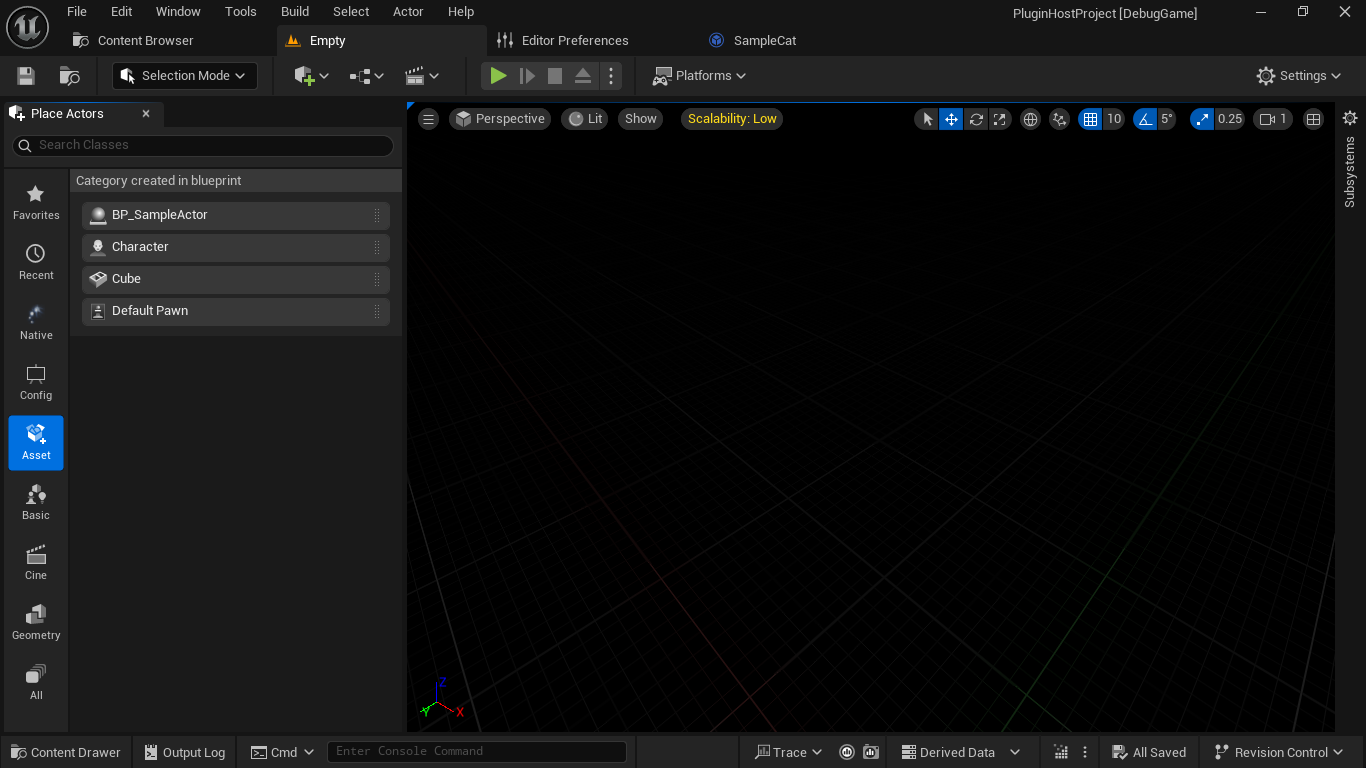 File Edit Window Tools Build Select Actor Help
PluginHostProject [DebugGame]
Content Browser
Empty
Editor Preferences
SampleCat
Selection Mode
Platforms
Settings
Place Actors
Search Classes
Perspective
Lit
Show
Scalability: Low
10
5°
0.25
1
Subsystems
Category created in blueprint
BP_SampleActor
Character
Cube
Default Pawn
Favorites
Recent
Native
Config
Asset
Basic
Cine
Geometry
All
Z
Y
X
Content Drawer
Output Log
Cmd
Enter Console Command
Trace
Derived Data
All Saved
Revision Control